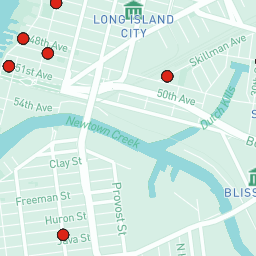 LONG ISLAND
CITY
48th Ave
Skillman Ave
51st Ave
50th Ave
54th Ave
Dutch Kills
Newtown Creek
Clay St
Provost St
Freeman St
BLISS
Huron St
Java St